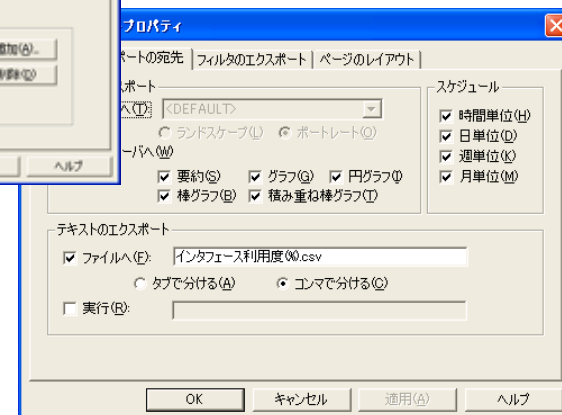 プロパティ
ートの宛先 フィルタのエクスポート ページのレイアウト
追加(A)...
削除(D)
ヘルプ
ポート
へ(T): <DEFAULT>
ランドスケープ(L) ポートレート(O)
ーバへ(W)
要約(S) グラフ(G) 円グラフ(I)
棒グラフ(B) 積み重ね棒グラフ(T)
スケジュール
時間単位(H)
日単位(D)
週単位(K)
月単位(M)
テキストのエクスポート
ファイルへ(F): インタフェース利用度(%).csv
タブで分ける(A) コンマで分ける(C)
実行(R):
OK キャンセル 適用(A) ヘルプ